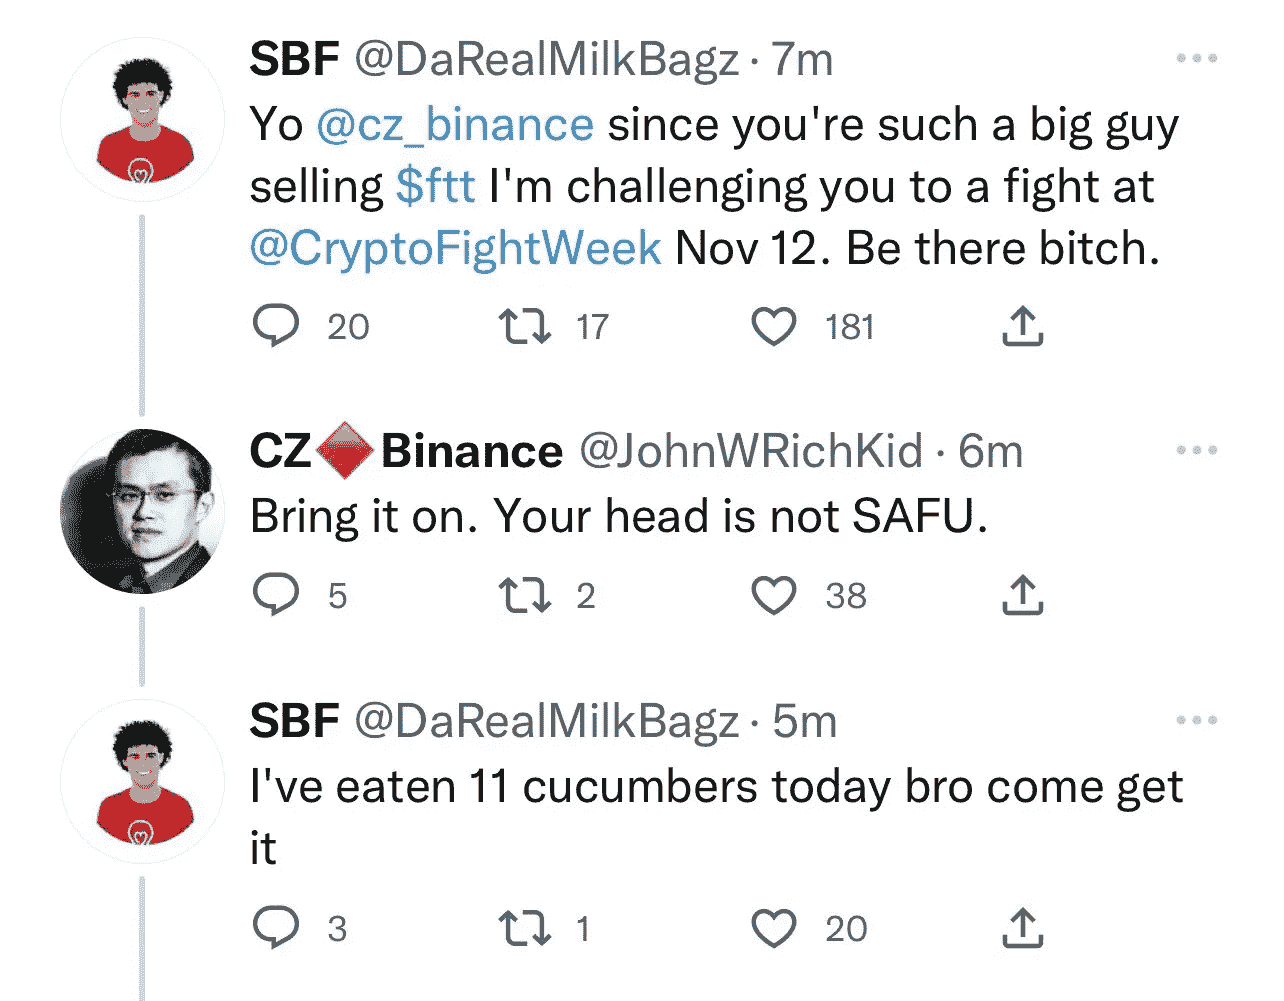 SBF @DaRealMilkBagz · 7m
Yo @cz_binance since you're such a big guy
selling $ftt I'm challenging you to a fight at
@CryptoFightWeek Nov 12. Be there bitch.
20 17 181
CZ🔶Binance @JohnWRichKid · 6m
Bring it on. Your head is not SAFU.
5 2 38
SBF @DaRealMilkBagz · 5m
I've eaten 11 cucumbers today bro come get
it
3 1 20